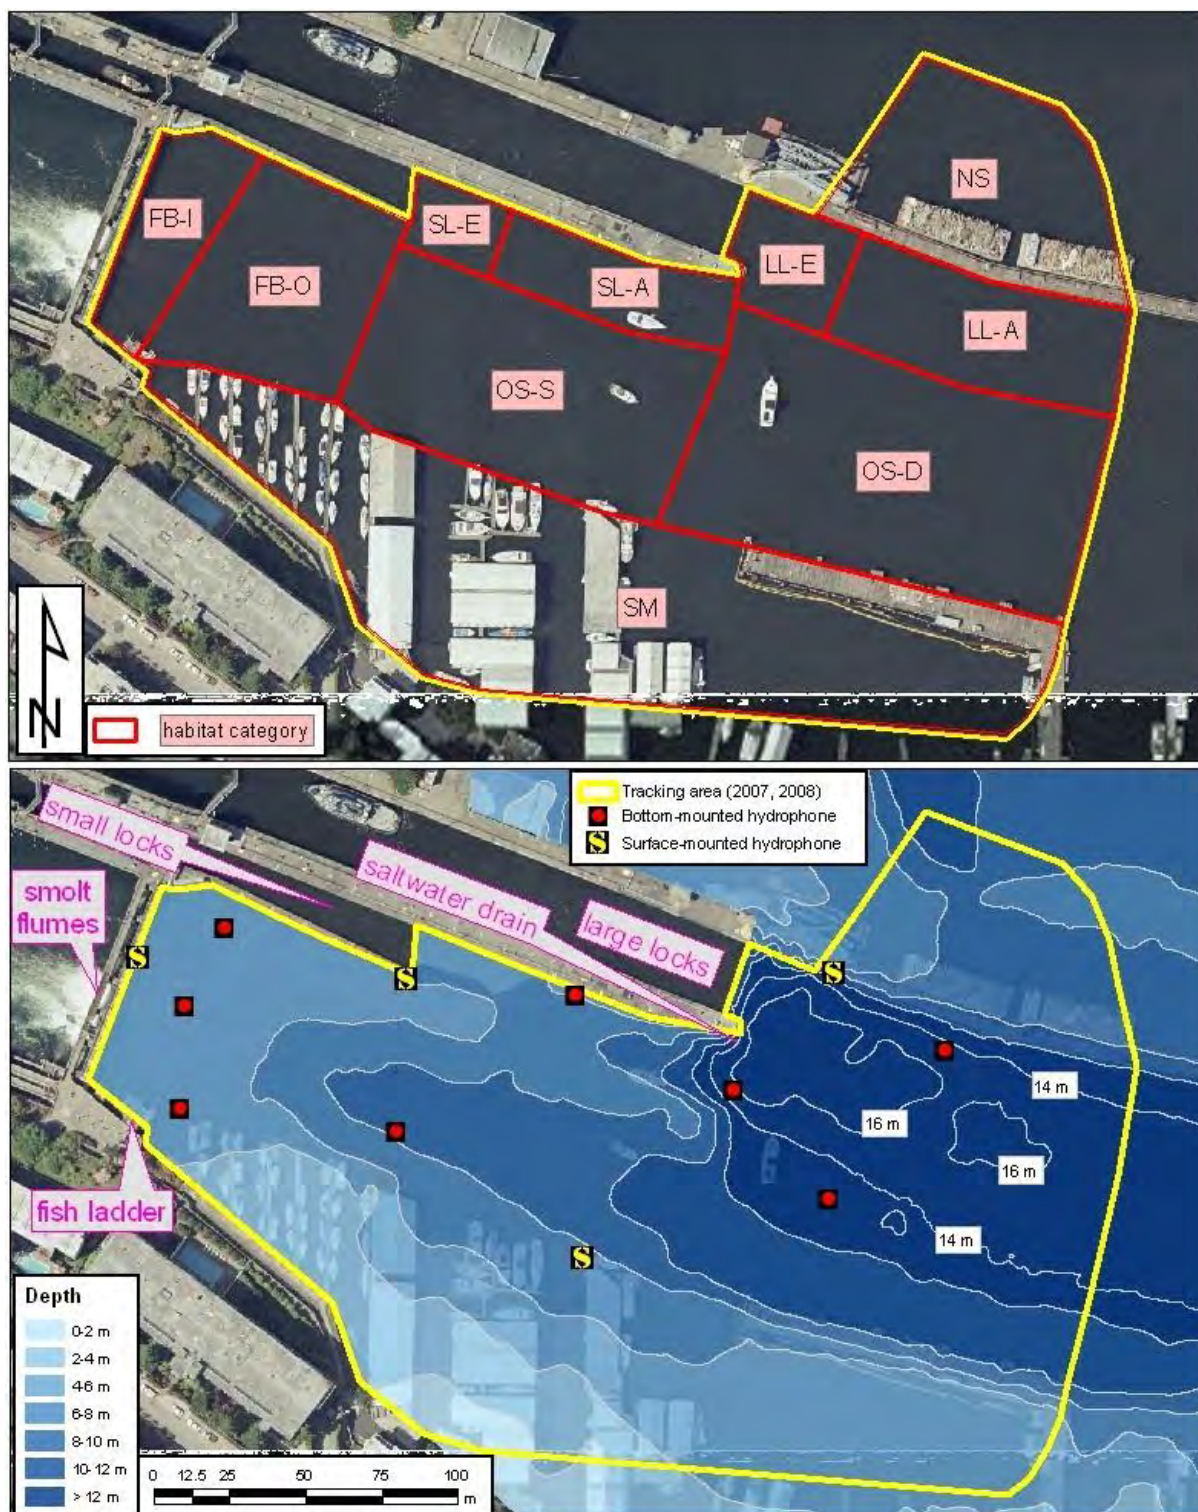 NS
FB-I
SL-E
LL-E
FB-O
SL-A
LL-A
OS-S
OS-D
SM
N
habitat category
Tracking area (2007, 2008)
Bottom-mounted hydrophone
S Surface-mounted hydrophone
small locks
saltwater drain
large locks
smolt
flumes
S
S
S
14 m
16 m
16 m
fish ladder
14 m
S
Depth
0-2 m
2-4 m
4-6 m
6-8 m
8-10 m
10-12 m
> 12 m
0 12.5 25 50 75 100
m